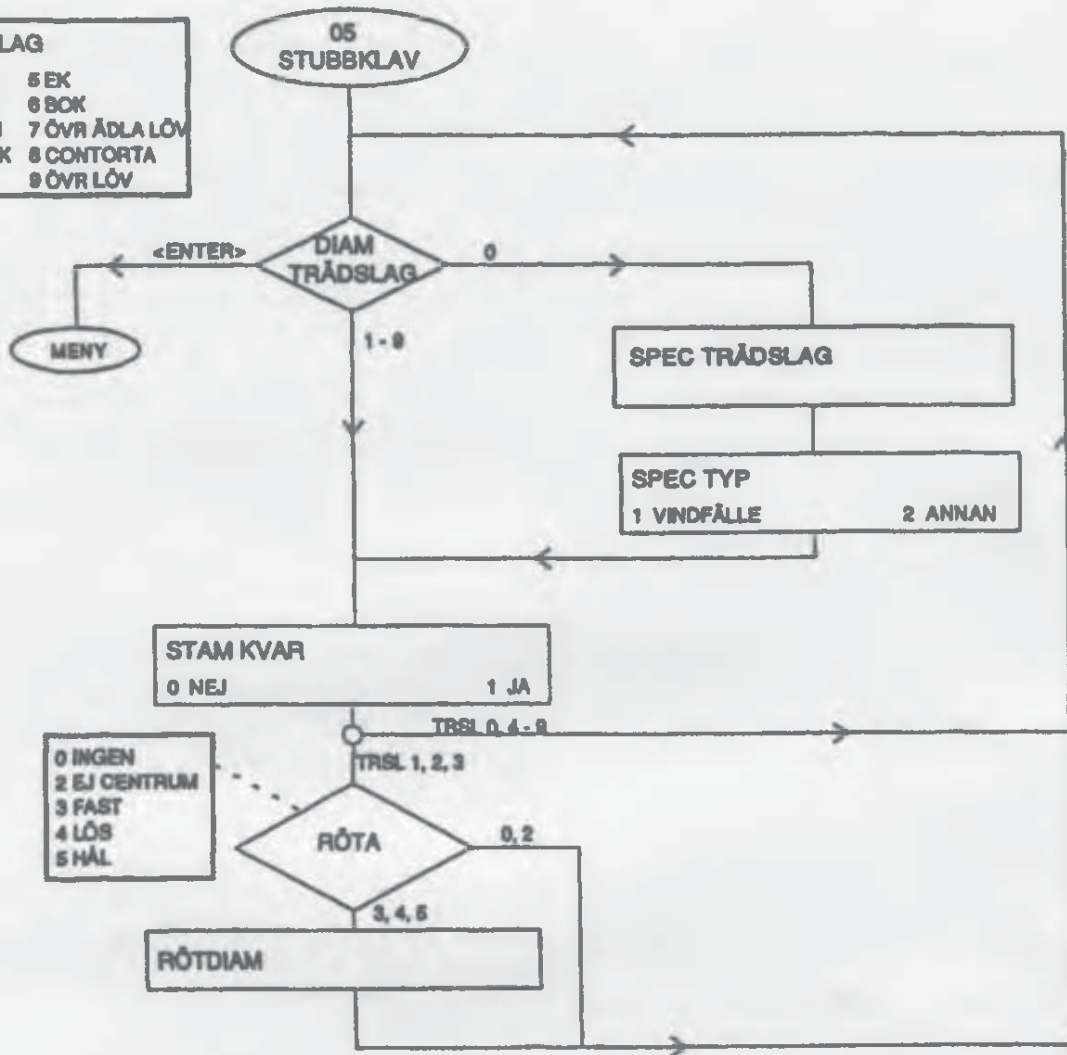 05
STUBBKLAV
LAG
5 EK
6 BOK
7 ÖVR ÄDLA LÖV
K 8 CONTORTA
9 ÖVR LÖV
<ENTER>
DIAM
TRÄDSLAG
0
MENY
1 - 9
SPEC TRÄDSLAG
SPEC TYP
1 VINDFÄLLE 2 ANNAN
STAM KVAR
0 NEJ 1 JA
TRSL 0, 4 - 9
TRSL 1, 2, 3
0 INGEN
2 EJ CENTRUM
3 FAST
4 LÖS
5 HÅL
RÖTA
0, 2
3, 4, 5
RÖTDIAM